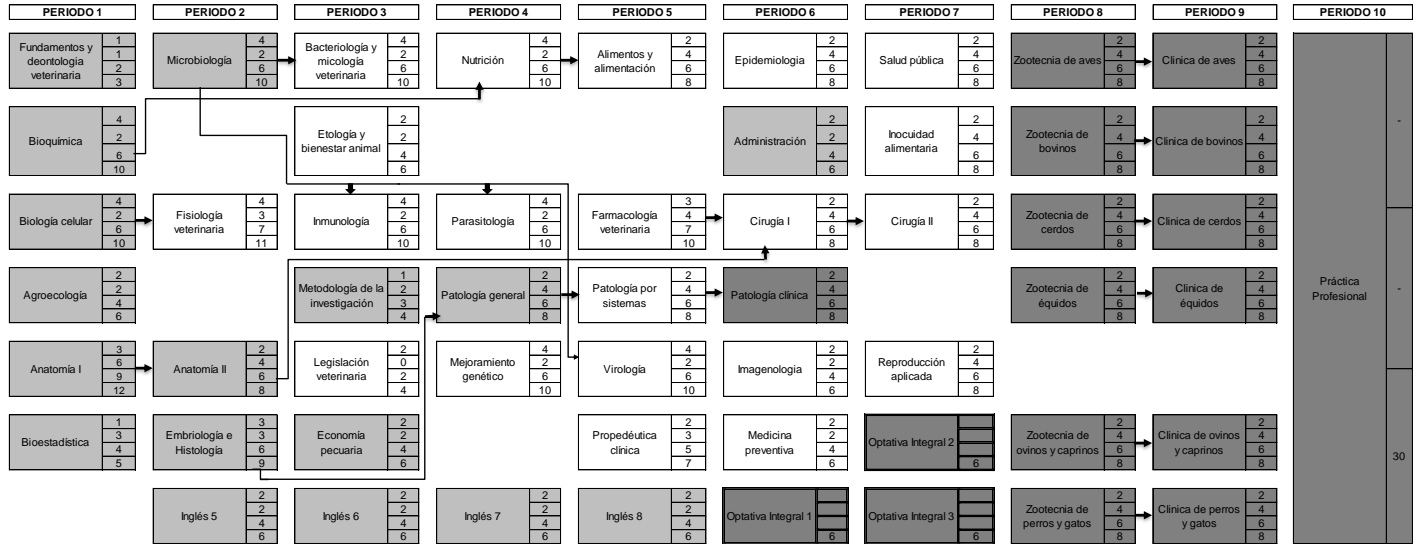 PERIODO 1 PERIODO 2 PERIODO 3 PERIODO 4 PERIODO 5 PERIODO 6 PERIODO 7 PERIODO 8 PERIODO 9 PERIODO 10
Fundamentos y
deontología
veterinaria
1
1
2
3
Microbiología
4
2
6
10
Bacteriología y
micología
veterinaria
4
2
6
10
Nutrición
4
2
6
10
Alimentos y
alimentación
2
4
6
8
Epidemiologia
2
4
6
8
Salud pública
2
4
6
8
Zootecnia de aves
2
4
6
8
Clinica de aves
2
4
6
8
Bioquímica
4
2
6
10
Etología y
bienestar animal
2
2
4
6
Administración
2
2
4
6
Inocuidad
alimentaria
2
4
6
8
Zootecnia de
bovinos
2
4
6
8
Clinica de bovinos
2
4
6
8
Biología celular
4
2
6
10
Fisiología
veterinaria
4
3
7
11
Inmunología
4
2
6
10
Parasitología
4
2
6
10
Farmacología
veterinaria
3
4
7
10
Cirugía I
2
4
6
8
Cirugía II
2
4
6
8
Zootecnia de
cerdos
2
4
6
8
Clinica de cerdos
2
4
6
8
Agroecología
2
2
4
6
Metodología de la
investigación
1
2
3
4
Patología general
2
4
6
8
Patología por
sistemas
2
4
6
8
Patología clínica
2
4
6
8
Zootecnia de
équidos
2
4
6
8
Clinica de
équidos
2
4
6
8
Anatomía I
3
6
9
12
Anatomía II
2
4
6
8
Legislación
veterinaria
2
0
2
4
Mejoramiento
genético
4
2
6
10
Virología
4
2
6
10
Imagenologia
2
2
4
6
Reproducción
aplicada
2
4
6
8
Bioestadística
1
3
4
5
Embriología e
Histología
3
3
6
9
Economía
pecuaria
2
2
4
6
Propedéutica
clínica
2
3
5
7
Medicina
preventiva
2
2
4
6
Optativa Integral 2
6
Zootecnia de
ovinos y caprinos
2
4
6
8
Clinica de ovinos
y caprinos
2
4
6
8
Inglés 5
2
2
4
6
Inglés 6
2
2
4
6
Inglés 7
2
2
4
6
Inglés 8
2
2
4
6
Optativa Integral 1
6
Optativa Integral 3
6
Zootecnia de
perros y gatos
2
4
6
8
Clinica de perros
y gatos
2
4
6
8
Práctica
Profesional
-
-
30